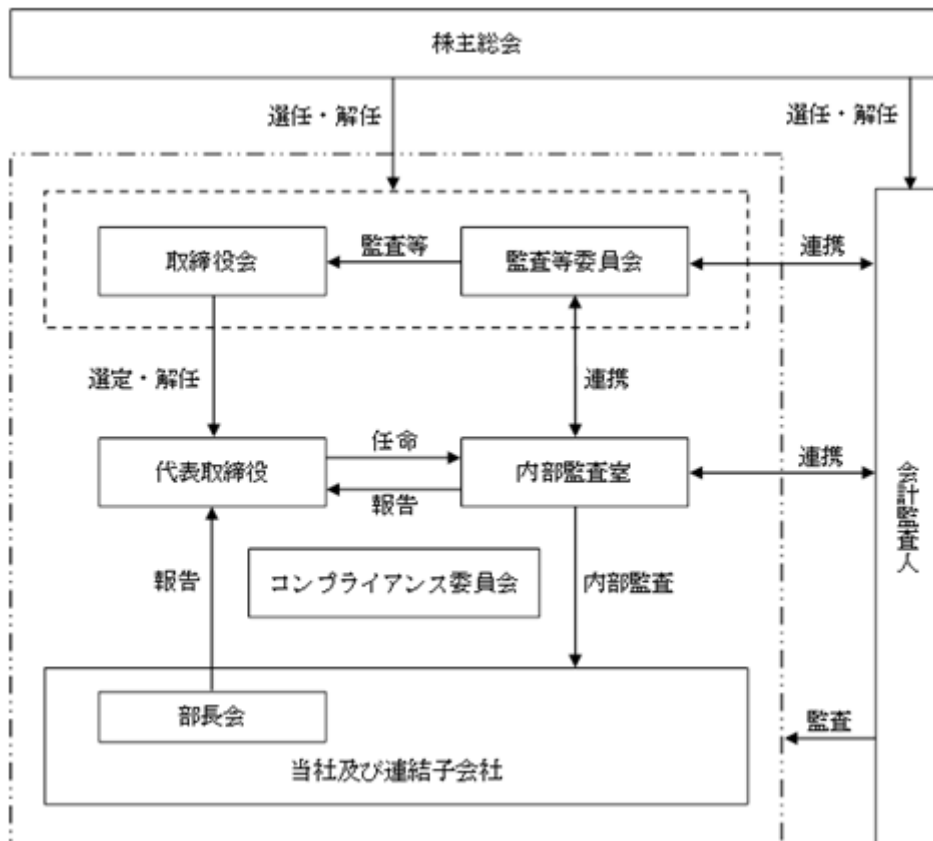 株主総会
選任・解任
選任・解任
取締役会
監査等
監査等委員会
連携
選定・解任
連携
代表取締役
任命
報告
内部監査室
連携
会計監査人
報告
コンプライアンス委員会
内部監査
部長会
当社及び連結子会社
監査